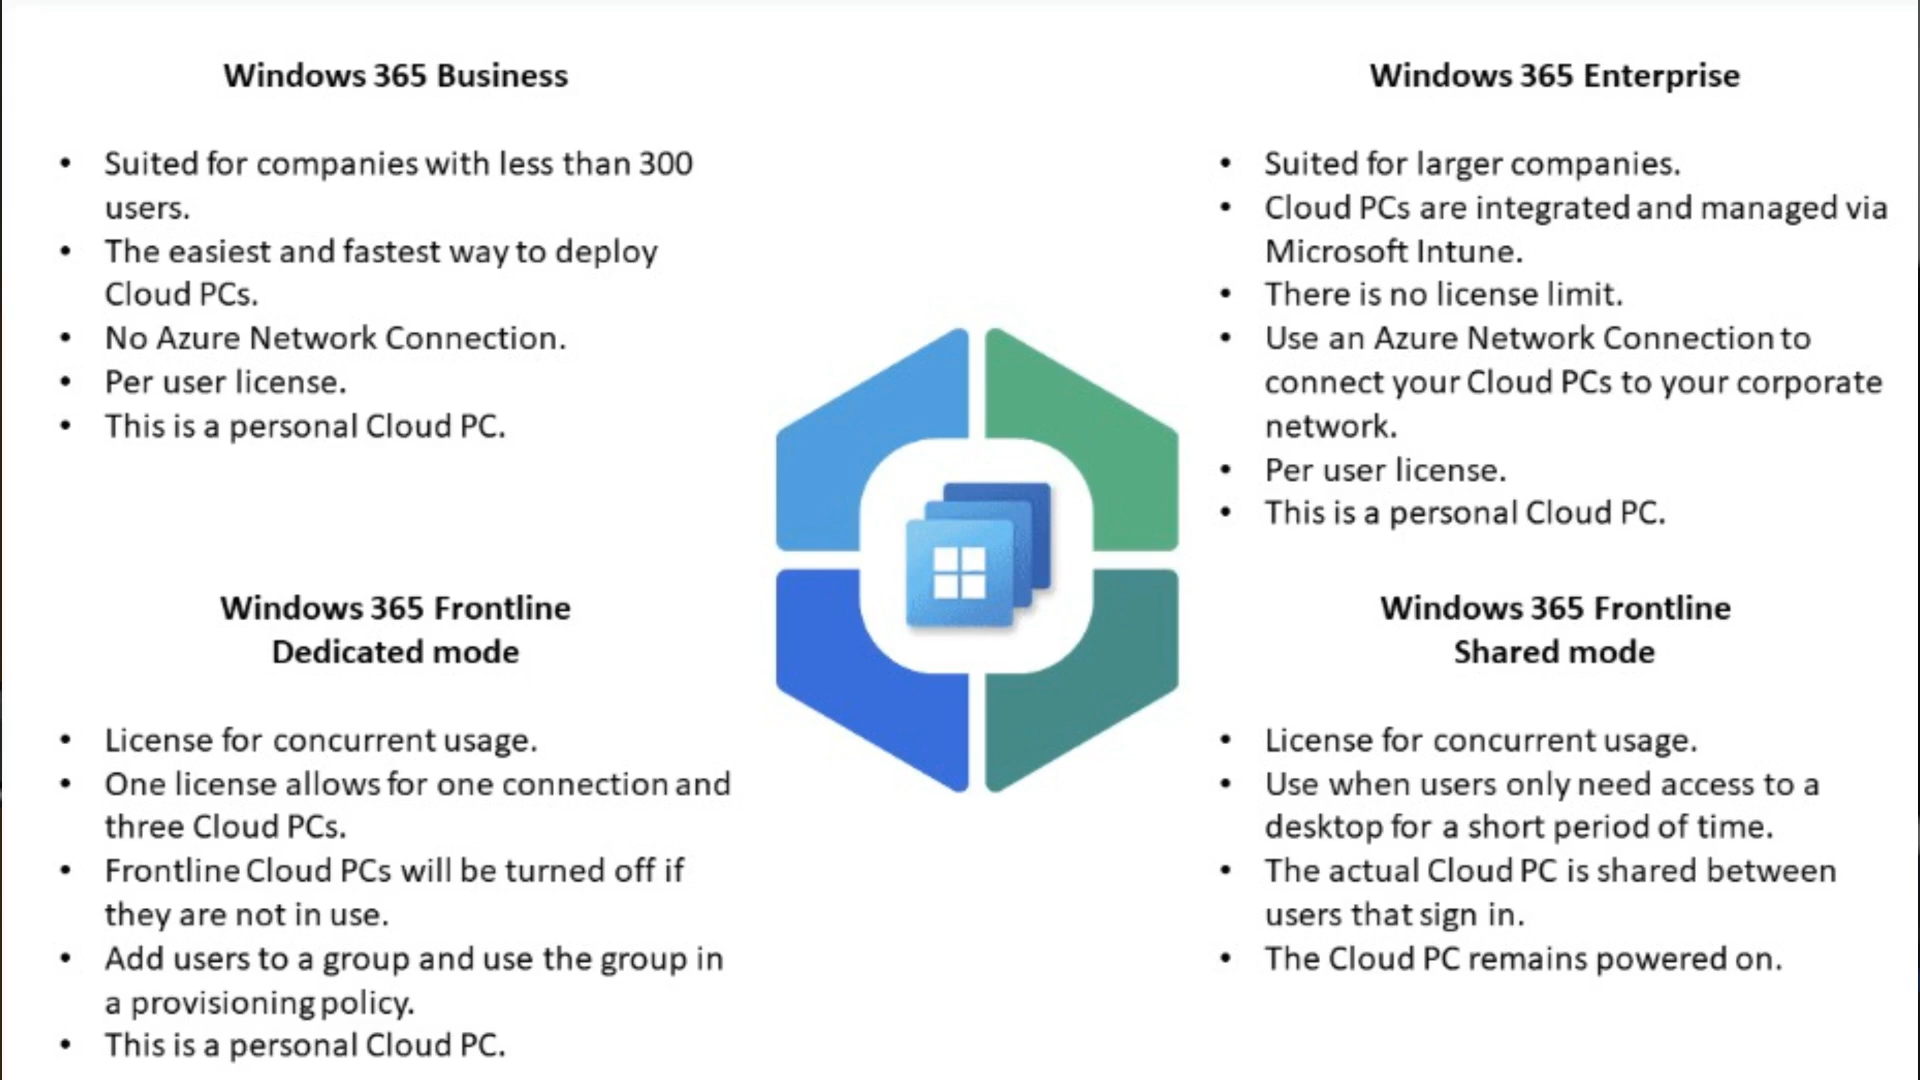 Windows 365 Business
• Suited for companies with less than 300
users.
• The easiest and fastest way to deploy
Cloud PCs.
• No Azure Network Connection.
• Per user license.
• This is a personal Cloud PC.
Windows 365 Enterprise
• Suited for larger companies.
• Cloud PCs are integrated and managed via
Microsoft Intune.
• There is no license limit.
• Use an Azure Network Connection to
connect your Cloud PCs to your corporate
network.
• Per user license.
• This is a personal Cloud PC.
Windows 365 Frontline
Dedicated mode
• License for concurrent usage.
• One license allows for one connection and
three Cloud PCs.
• Frontline Cloud PCs will be turned off if
they are not in use.
• Add users to a group and use the group in
a provisioning policy.
• This is a personal Cloud PC.
Windows 365 Frontline
Shared mode
• License for concurrent usage.
• Use when users only need access to a
desktop for a short period of time.
• The actual Cloud PC is shared between
users that sign in.
• The Cloud PC remains powered on.